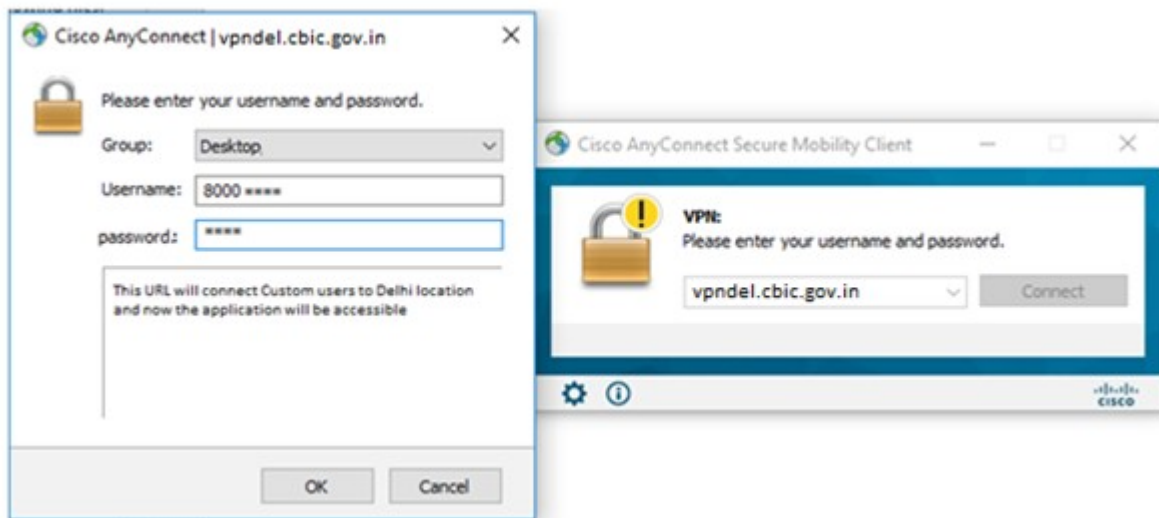 Cisco AnyConnect | vpndel.cbic.gov.in
Please enter your username and password.
Group: Desktop
Username: 8000 ****
password: ****
This URL will connect Custom users to Delhi location
and now the application will be accessible
OK Cancel
Cisco AnyConnect Secure Mobility Client
VPN:
Please enter your username and password.
vpndel.cbic.gov.in Connect
CISCO